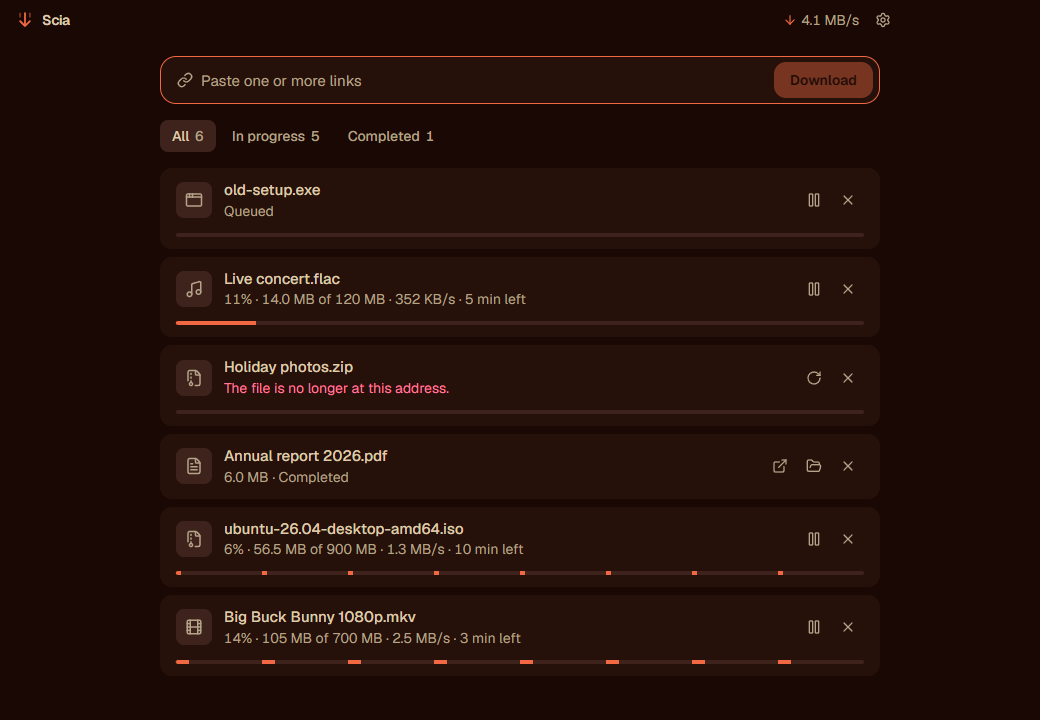 Scia
4.1 MB/s
Paste one or more links
Download
All 6
In progress 5
Completed 1
old-setup.exe
Queued
Live concert.flac
11% · 14.0 MB of 120 MB · 352 KB/s · 5 min left
Holiday photos.zip
The file is no longer at this address.
Annual report 2026.pdf
6.0 MB · Completed
ubuntu-26.04-desktop-amd64.iso
6% · 56.5 MB of 900 MB · 1.3 MB/s · 10 min left
Big Buck Bunny 1080p.mkv
14% · 105 MB of 700 MB · 2.5 MB/s · 3 min left